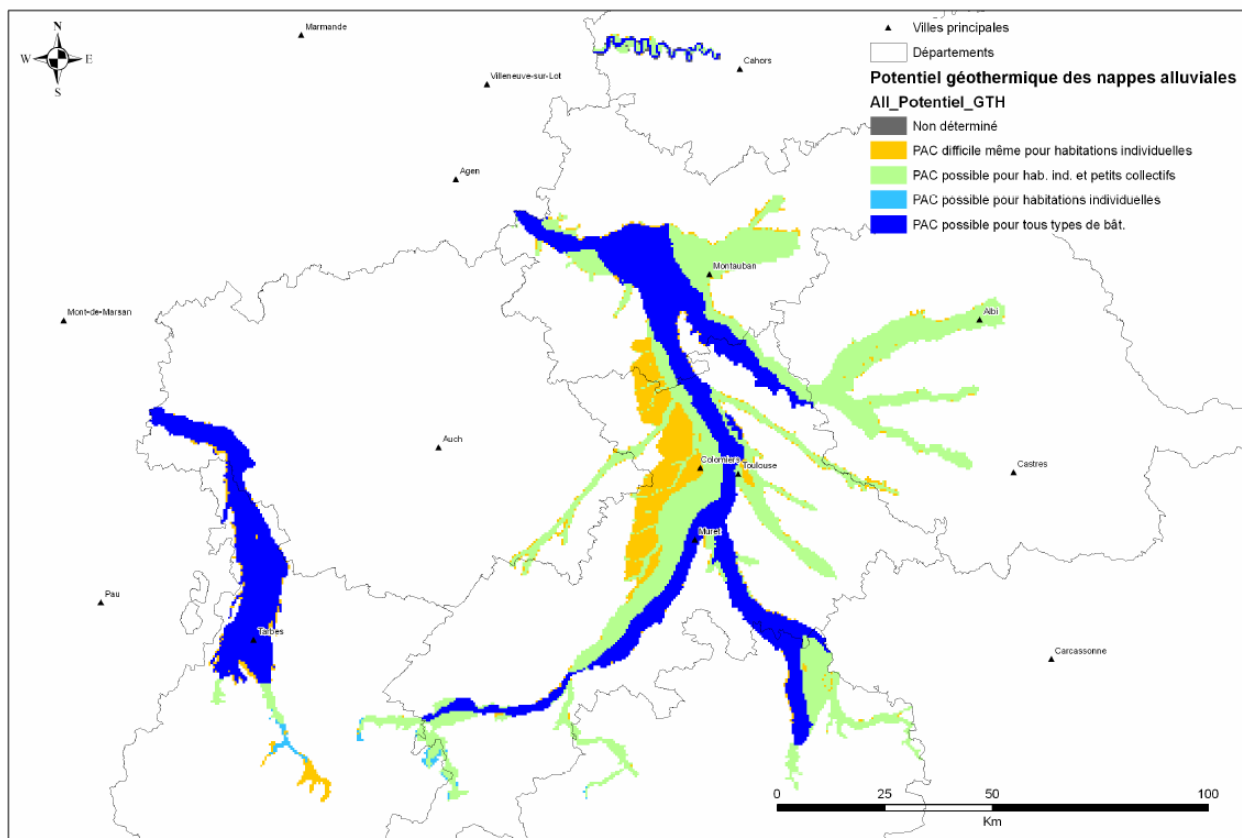 N
W E
S
Marmande
Villeneuve-sur-Lot
Cahors
Agen
Montauban
Mont-de-Marsan
Albi
Auch
Colomiers
Toulouse
Castres
Muret
Pau
Tarbes
Carcassonne
Villes principales
Départements
Potentiel géothermique des nappes alluviales
All_Potentiel_GTH
Non déterminé
PAC difficile même pour habitations individuelles
PAC possible pour hab. ind. et petits collectifs
PAC possible pour habitations individuelles
PAC possible pour tous types de bât.
0 25 50 100
Km